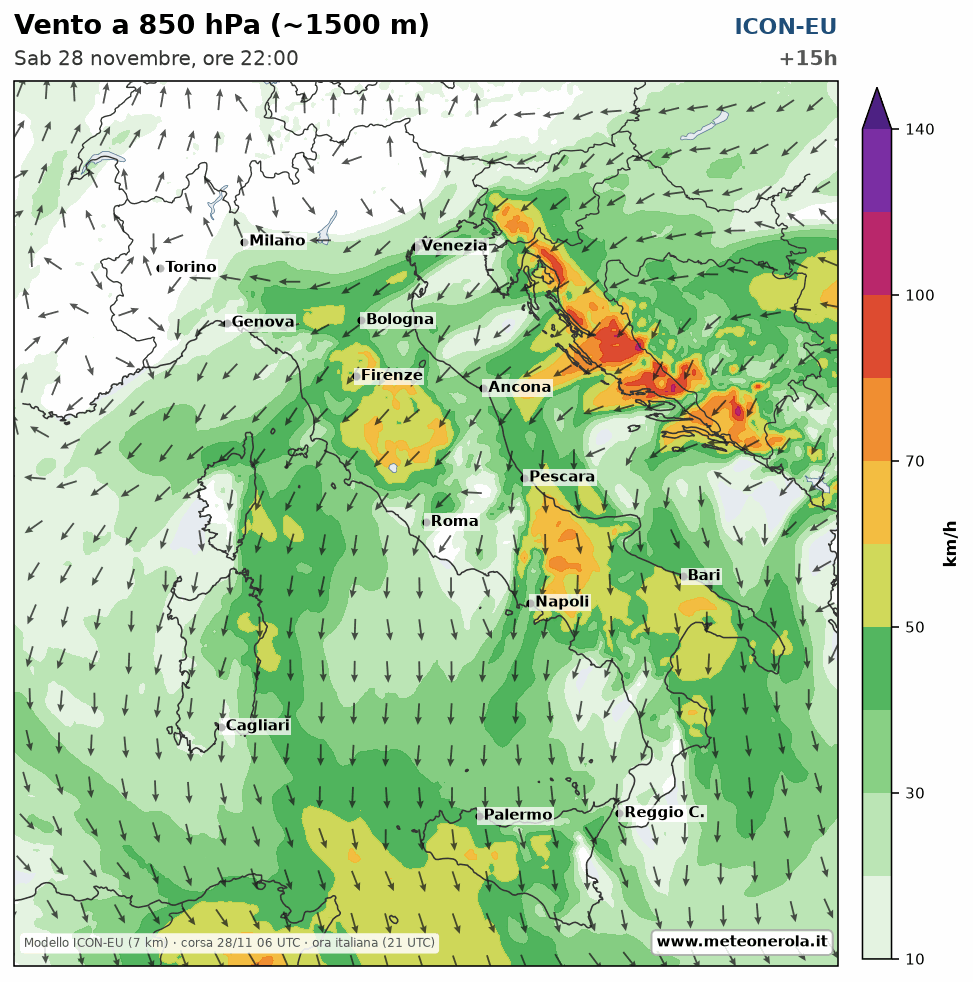 Vento a 850 hPa (~1500 m)
ICON-EU
Sab 28 novembre, ore 22:00
+15h
140
Milano
Venezia
Torino
100
Genova
Bologna
Firenze
Ancona
70
Pescara
Roma
km/h
Bari
Napoli
50
Cagliari
30
Palermo
Reggio C.
Modello ICON-EU (7 km) · corsa 28/11 06 UTC · ora italiana (21 UTC)
www.meteonerola.it
10